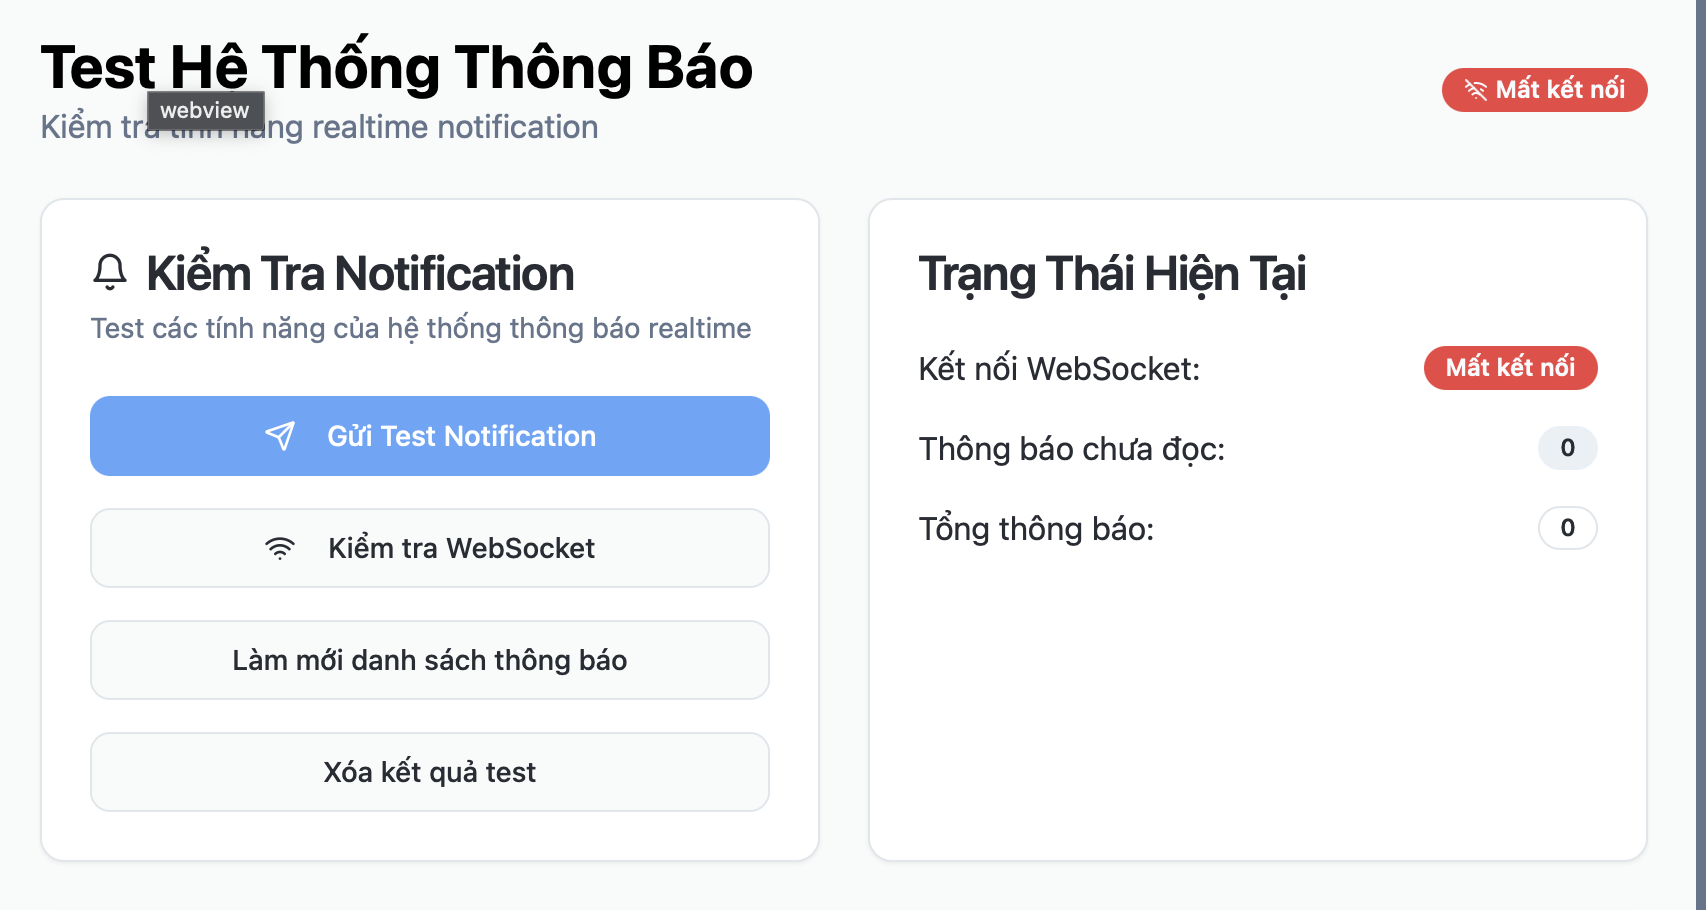 Test Hệ Thống Thông Báo
Mất kết nối
webview
Kiểm tra tính năng realtime notification
Kiểm Tra Notification
Test các tính năng của hệ thống thông báo realtime
Gửi Test Notification
Kiểm tra WebSocket
Làm mới danh sách thông báo
Xóa kết quả test
Trạng Thái Hiện Tại
Kết nối WebSocket: Mất kết nối
Thông báo chưa đọc: 0
Tổng thông báo: 0